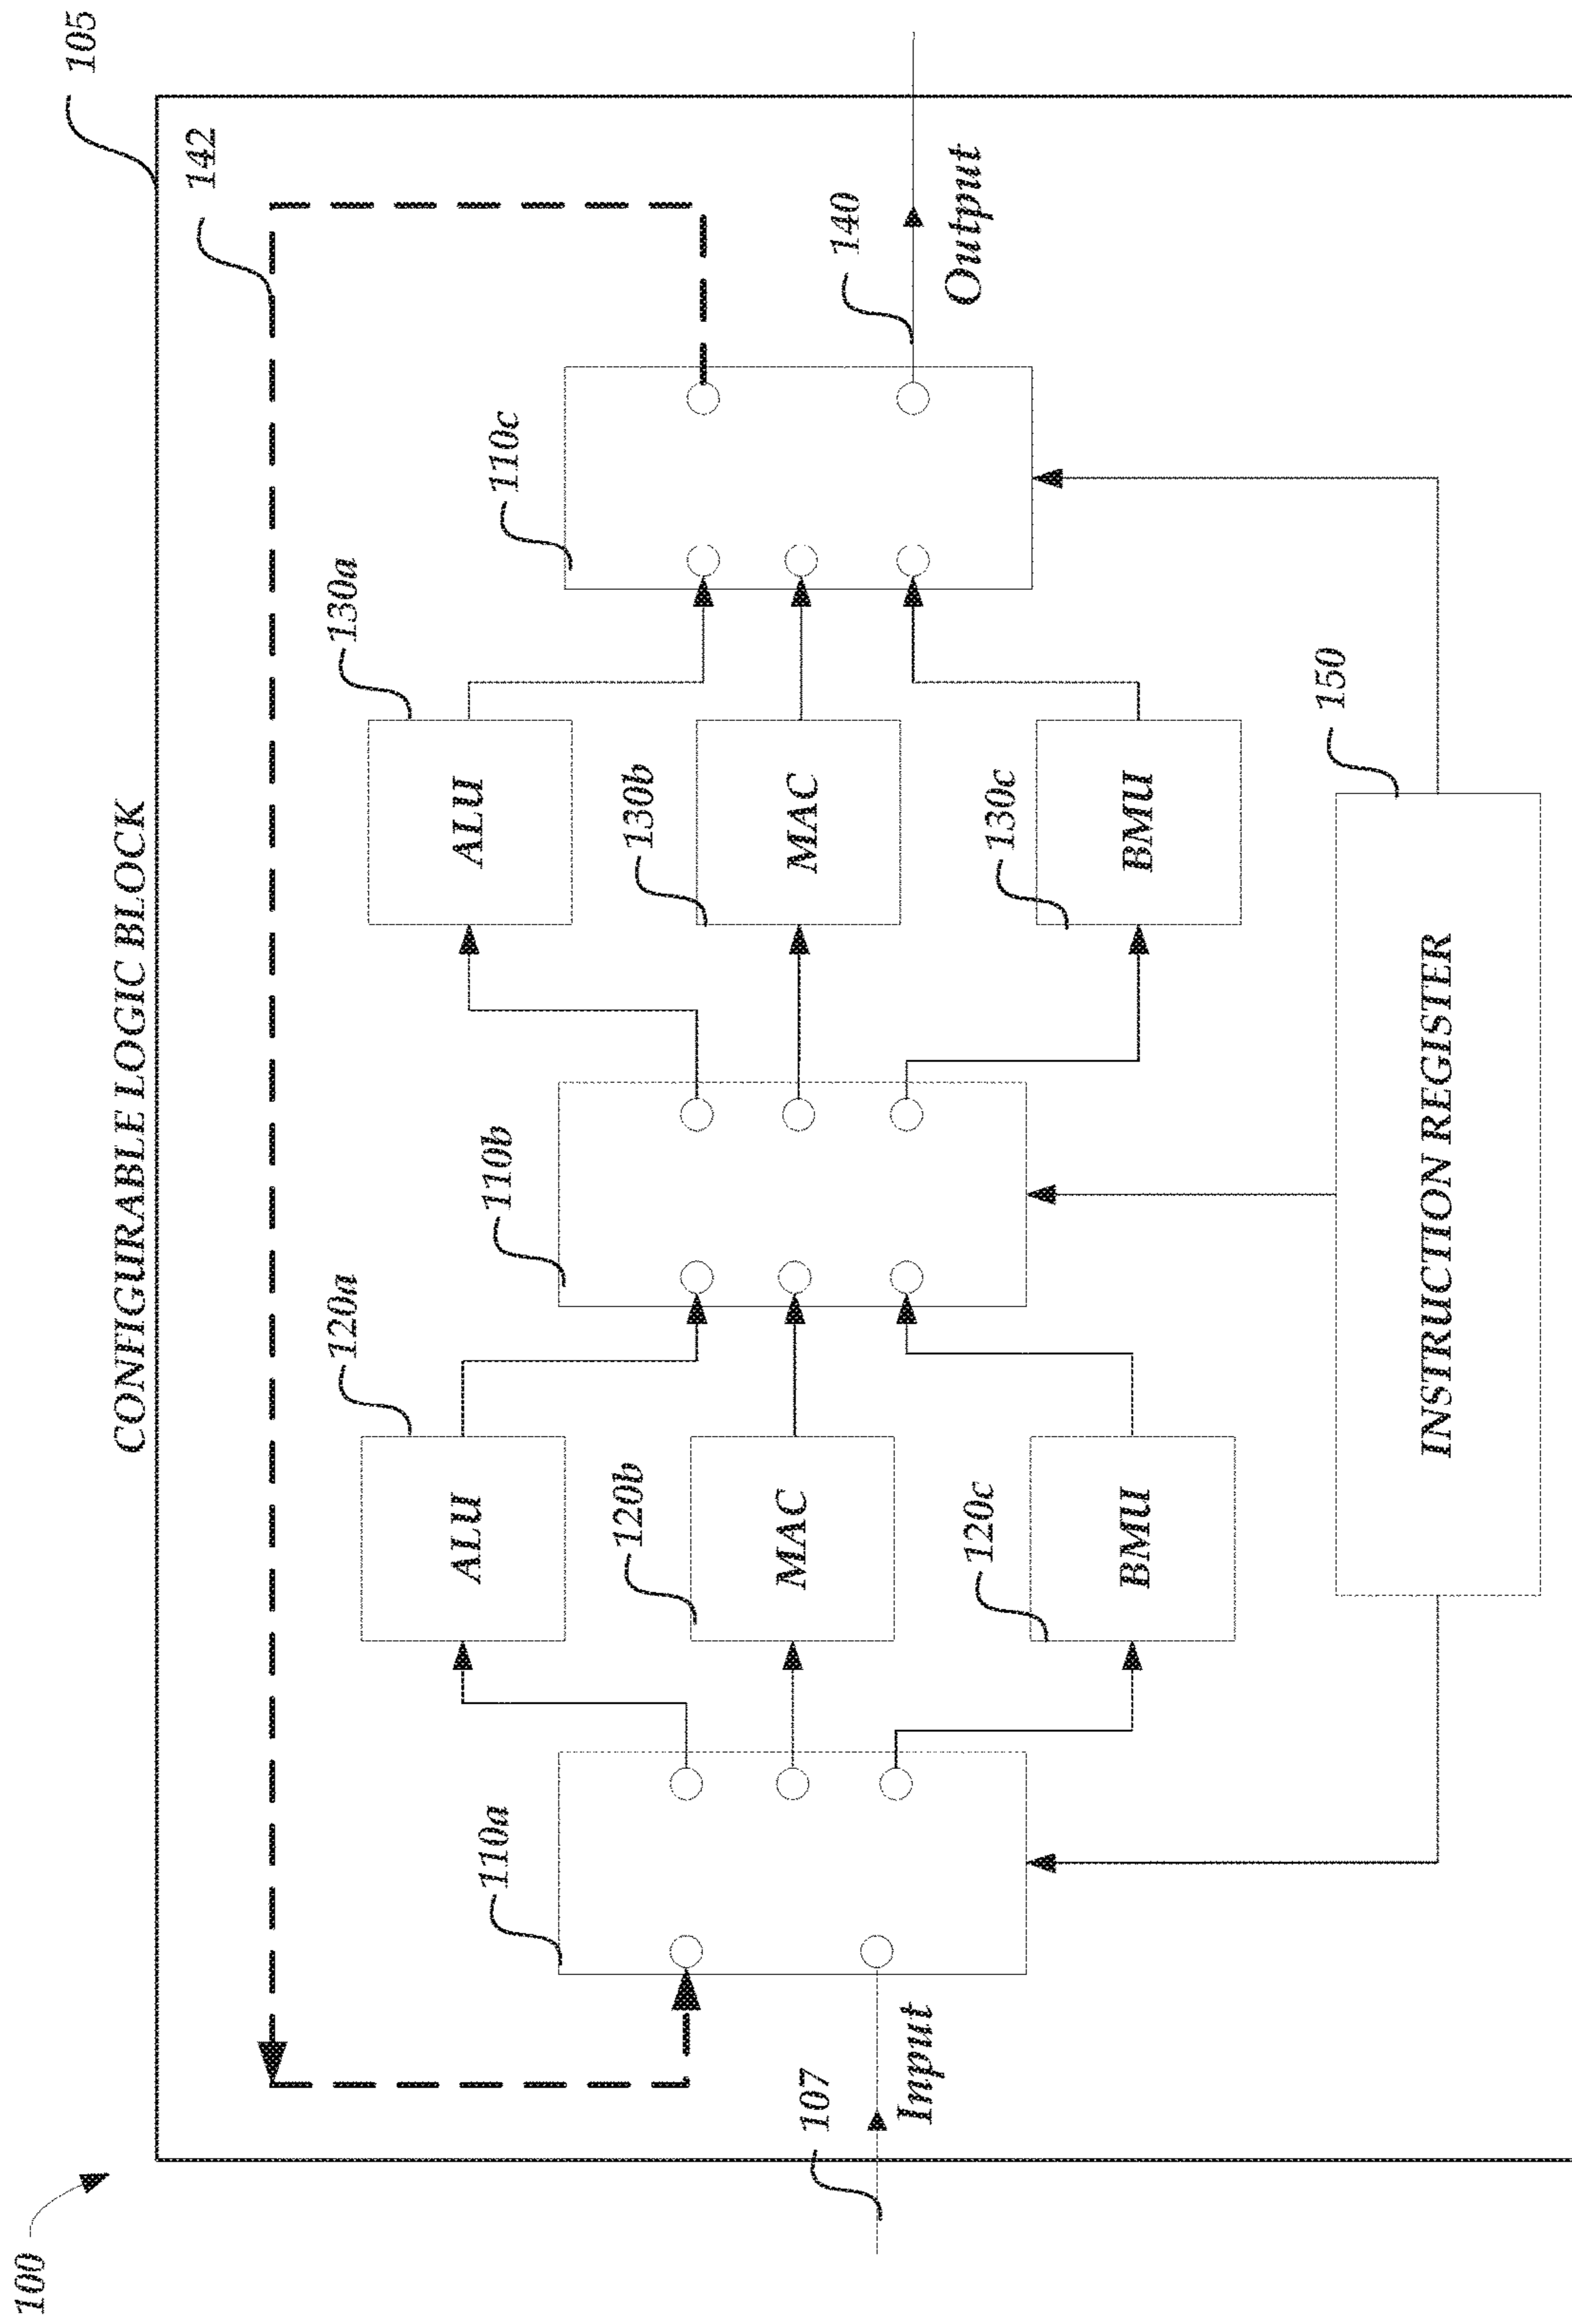 100
CONFIGURABLE LOGIC BLOCK
105
142
120a
130a
110a
110b
110c
ALU
ALU
120b
130b
107
Input
MAC
MAC
140
Output
120c
130c
BMU
BMU
150
INSTRUCTION REGISTER